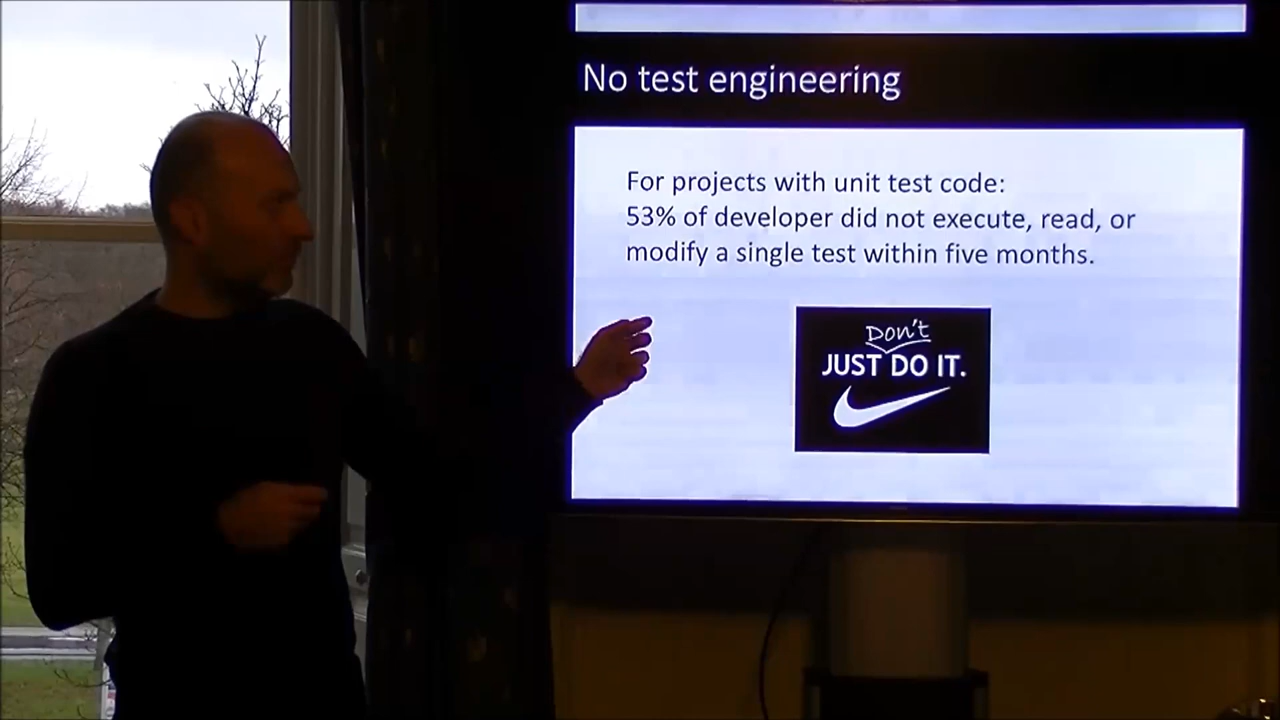 No test engineering
For projects with unit test code:
53% of developer did not execute, read, or
modify a single test within five months.
Don't
JUST DO IT.